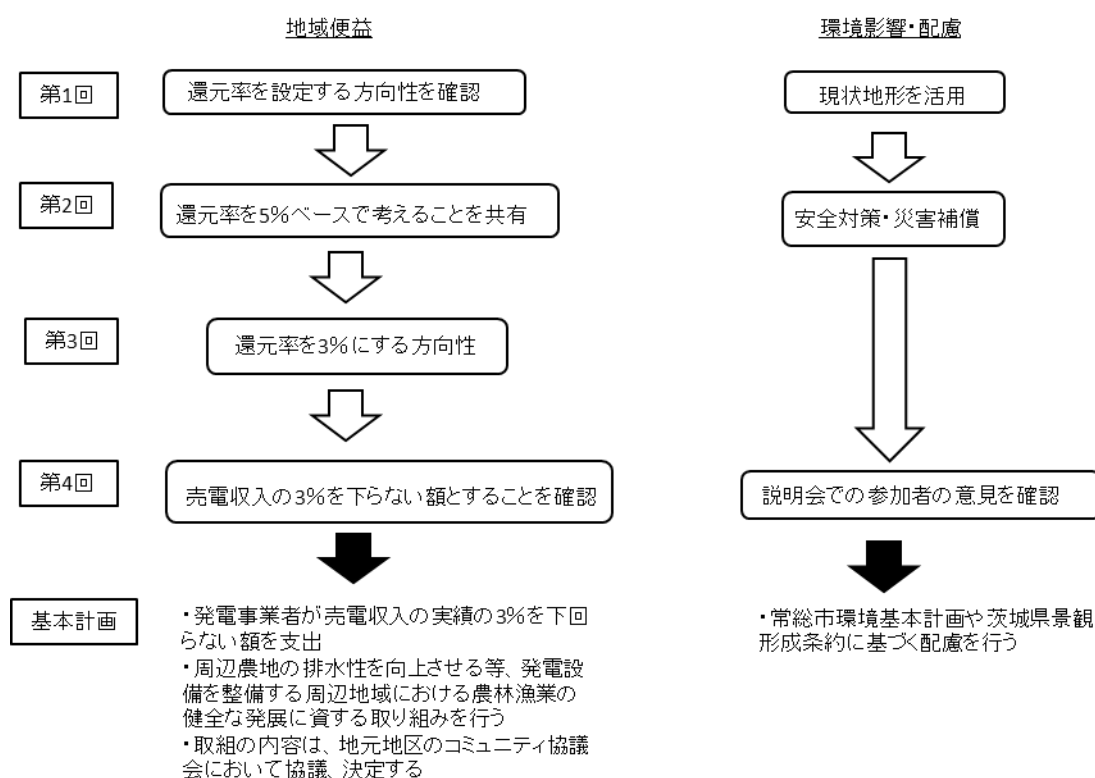 地域便益
環境影響・配慮
第1回
還元率を設定する方向性を確認
現状地形を活用
第2回
還元率を5%ベースで考えることを共有
安全対策・災害補償
第3回
還元率を3%にする方向性
第4回
売電収入の3%を下らない額とすることを確認
説明会での参加者の意見を確認
基本計画
・発電事業者が売電収入の実績の3%を下回
らない額を支出
・周辺農地の排水性を向上させる等、発電設
備を整備する周辺地域における農林漁業の
健全な発展に資する取り組みを行う
・取組の内容は、地元地区のコミュニティ協議
会において協議、決定する
・常総市環境基本計画や茨城県景観
形成条約に基づく配慮を行う